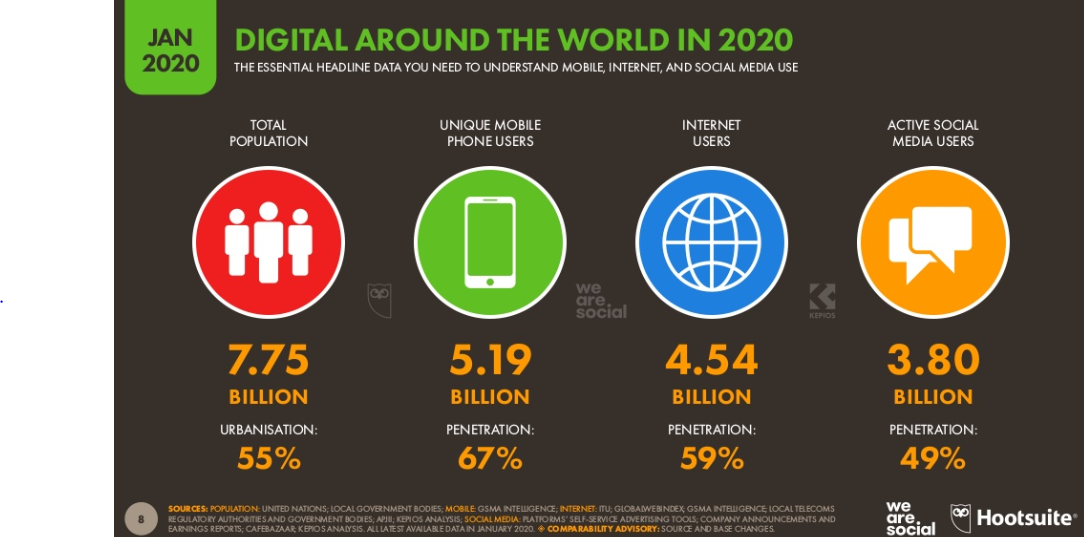 JAN
2020
DIGITAL AROUND THE WORLD IN 2020
THE ESSENTIAL HEADLINE DATA YOU NEED TO UNDERSTAND MOBILE, INTERNET, AND SOCIAL MEDIA USE
TOTAL
POPULATION
UNIQUE MOBILE
PHONE USERS
INTERNET
USERS
ACTIVE SOCIAL
MEDIA USERS
we
are
social
KEPIOS
7.75
BILLION
URBANISATION:
55%
5.19
BILLION
PENETRATION:
67%
4.54
BILLION
PENETRATION:
59%
3.80
BILLION
PENETRATION:
49%
8
SOURCES: POPULATION: UNITED NATIONS; LOCAL GOVERNMENT BODIES; MOBILE: GSMA INTELLIGENCE; INTERNET: ITU; GLOBALWEBINDEX; GSMA INTELLIGENCE; LOCAL TELECOMS
REGULATORY AUTHORITIES AND GOVERNMENT BODIES; APJII; KEPIOS ANALYSIS; SOCIAL MEDIA: PLATFORMS' SELF-SERVICE ADVERTISING TOOLS; COMPANY ANNOUNCEMENTS AND
EARNINGS REPORTS; CAFEBAZAAR; KEPIOS ANALYSIS. ALL LATEST AVAILABLE DATA IN JANUARY 2020. ❖ COMPARABILITY ADVISORY: SOURCE AND BASE CHANGES.
we
are
social
Hootsuite®
.